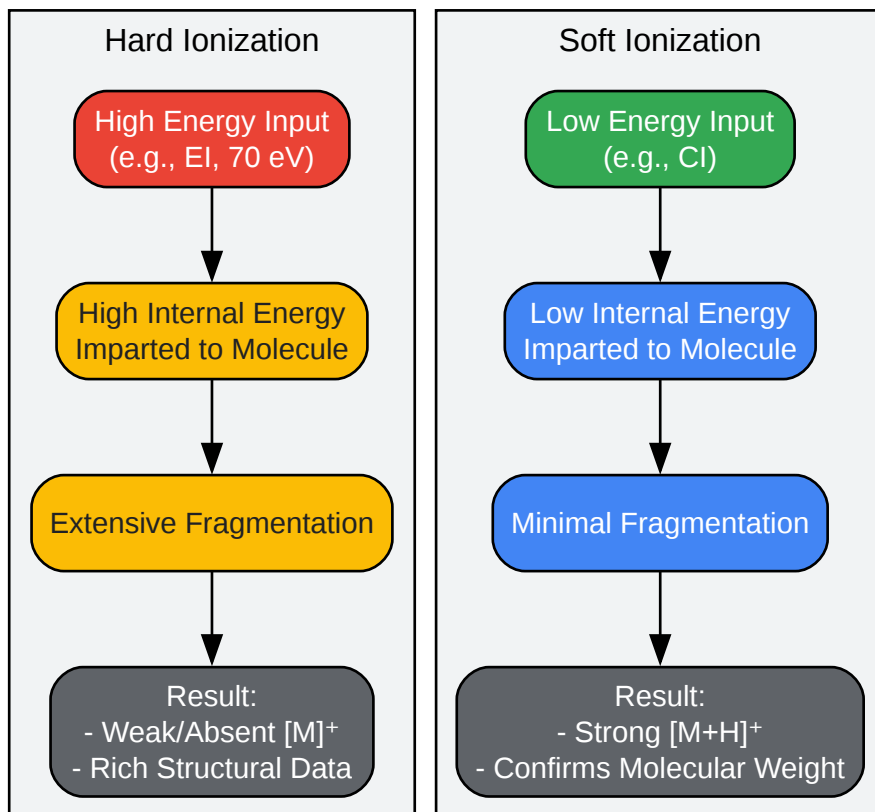 Hard Ionization
High Energy Input
(e.g., EI, 70 eV)
High Internal Energy
Imparted to Molecule
Extensive Fragmentation
Result:
- Weak/Absent [M]⁺
- Rich Structural Data
Soft Ionization
Low Energy Input
(e.g., CI)
Low Internal Energy
Imparted to Molecule
Minimal Fragmentation
Result:
- Strong [M+H]⁺
- Confirms Molecular Weight